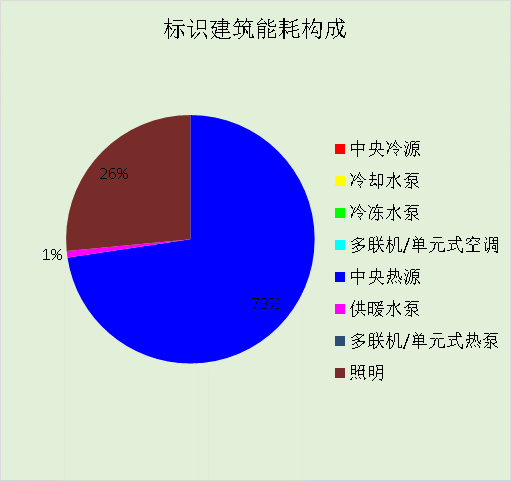 标识建筑能耗构成
26%
1%
73%
中央冷源
冷却水泵
冷冻水泵
多联机/单元式空调
中央热源
供暖水泵
多联机/单元式热泵
照明